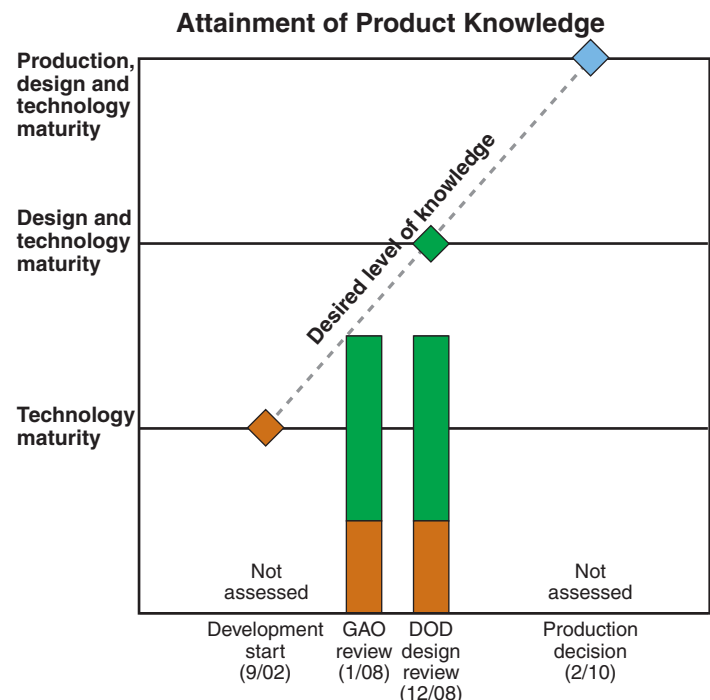 Attainment of Product Knowledge
Production,
design and
technology
maturity
Design and
technology
maturity
Technology
maturity
Desired level of knowledge
Not
assessed
Not
assessed
Development
start
(9/02)
GAO
review
(1/08)
DOD
design
review
(12/08)
Production
decision
(2/10)